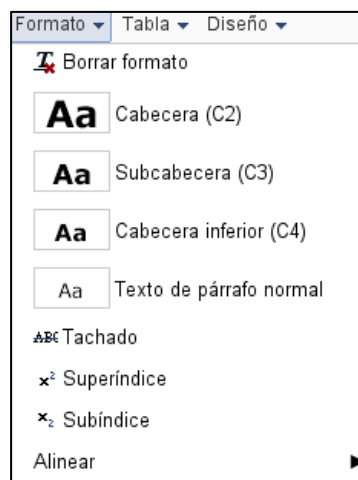 Formato Tabla Diseño
Borrar formato
Aa Cabecera (C2)
Aa Subcabecera (C3)
Aa Cabecera inferior (C4)
Aa Texto de párrafo normal
ABC Tachado
x² Superíndice
x₂ Subíndice
Alinear